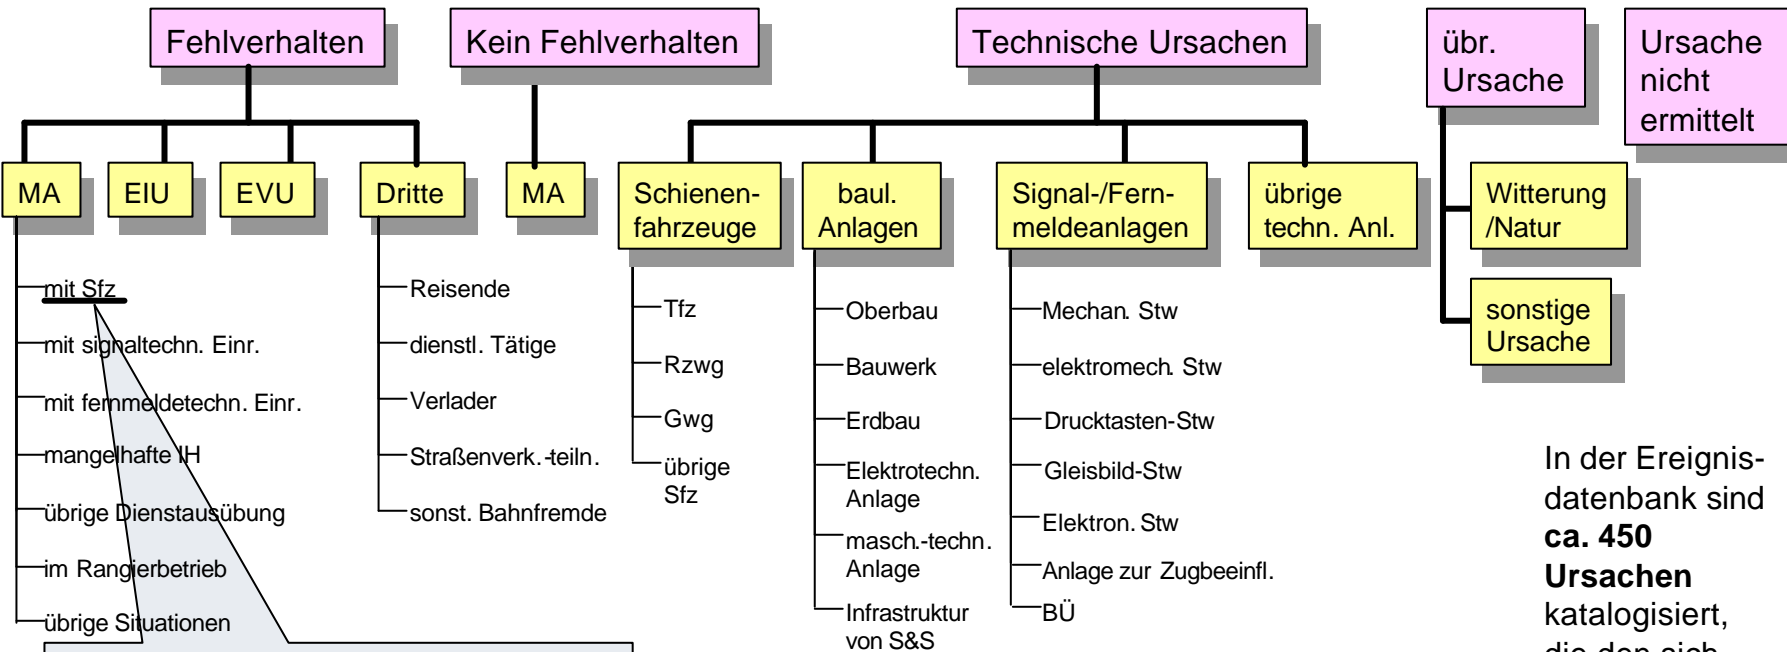 Fehlverhalten
Kein Fehlverhalten
Technische Ursachen
übr.
Ursache
Ursache
nicht
ermittelt
MA
EIU
EVU
Dritte
MA
Schienen-
fahrzeuge
baul.
Anlagen
Signal-/Fern-
meldeanlagen
übrige
techn. Anl.
Witterung
/Natur
sonstige
Ursache
mit Sfz
mit signaltechn. Einr.
mit fernmeldetechn. Einr.
mangelhafte IH
übrige Dienstausübung
im Rangierbetrieb
übrige Situationen
Reisende
dienstl. Tätige
Verlader
Straßenverk.-teiln.
sonst. Bahnfremde
Tfz
Rzwg
Gwg
übrige
Sfz
Oberbau
Bauwerk
Erdbau
Elektrotechn.
Anlage
masch.-techn.
Anlage
Infrastruktur
von S&S
Mechan. Stw
elektromech. Stw
Drucktasten-Stw
Gleisbild-Stw
Elektron. Stw
Anlage zur Zugbeeinfl.
BÜ
In der Ereignis-
datenbank sind
ca. 450
Ursachen
katalogisiert,
die den sich